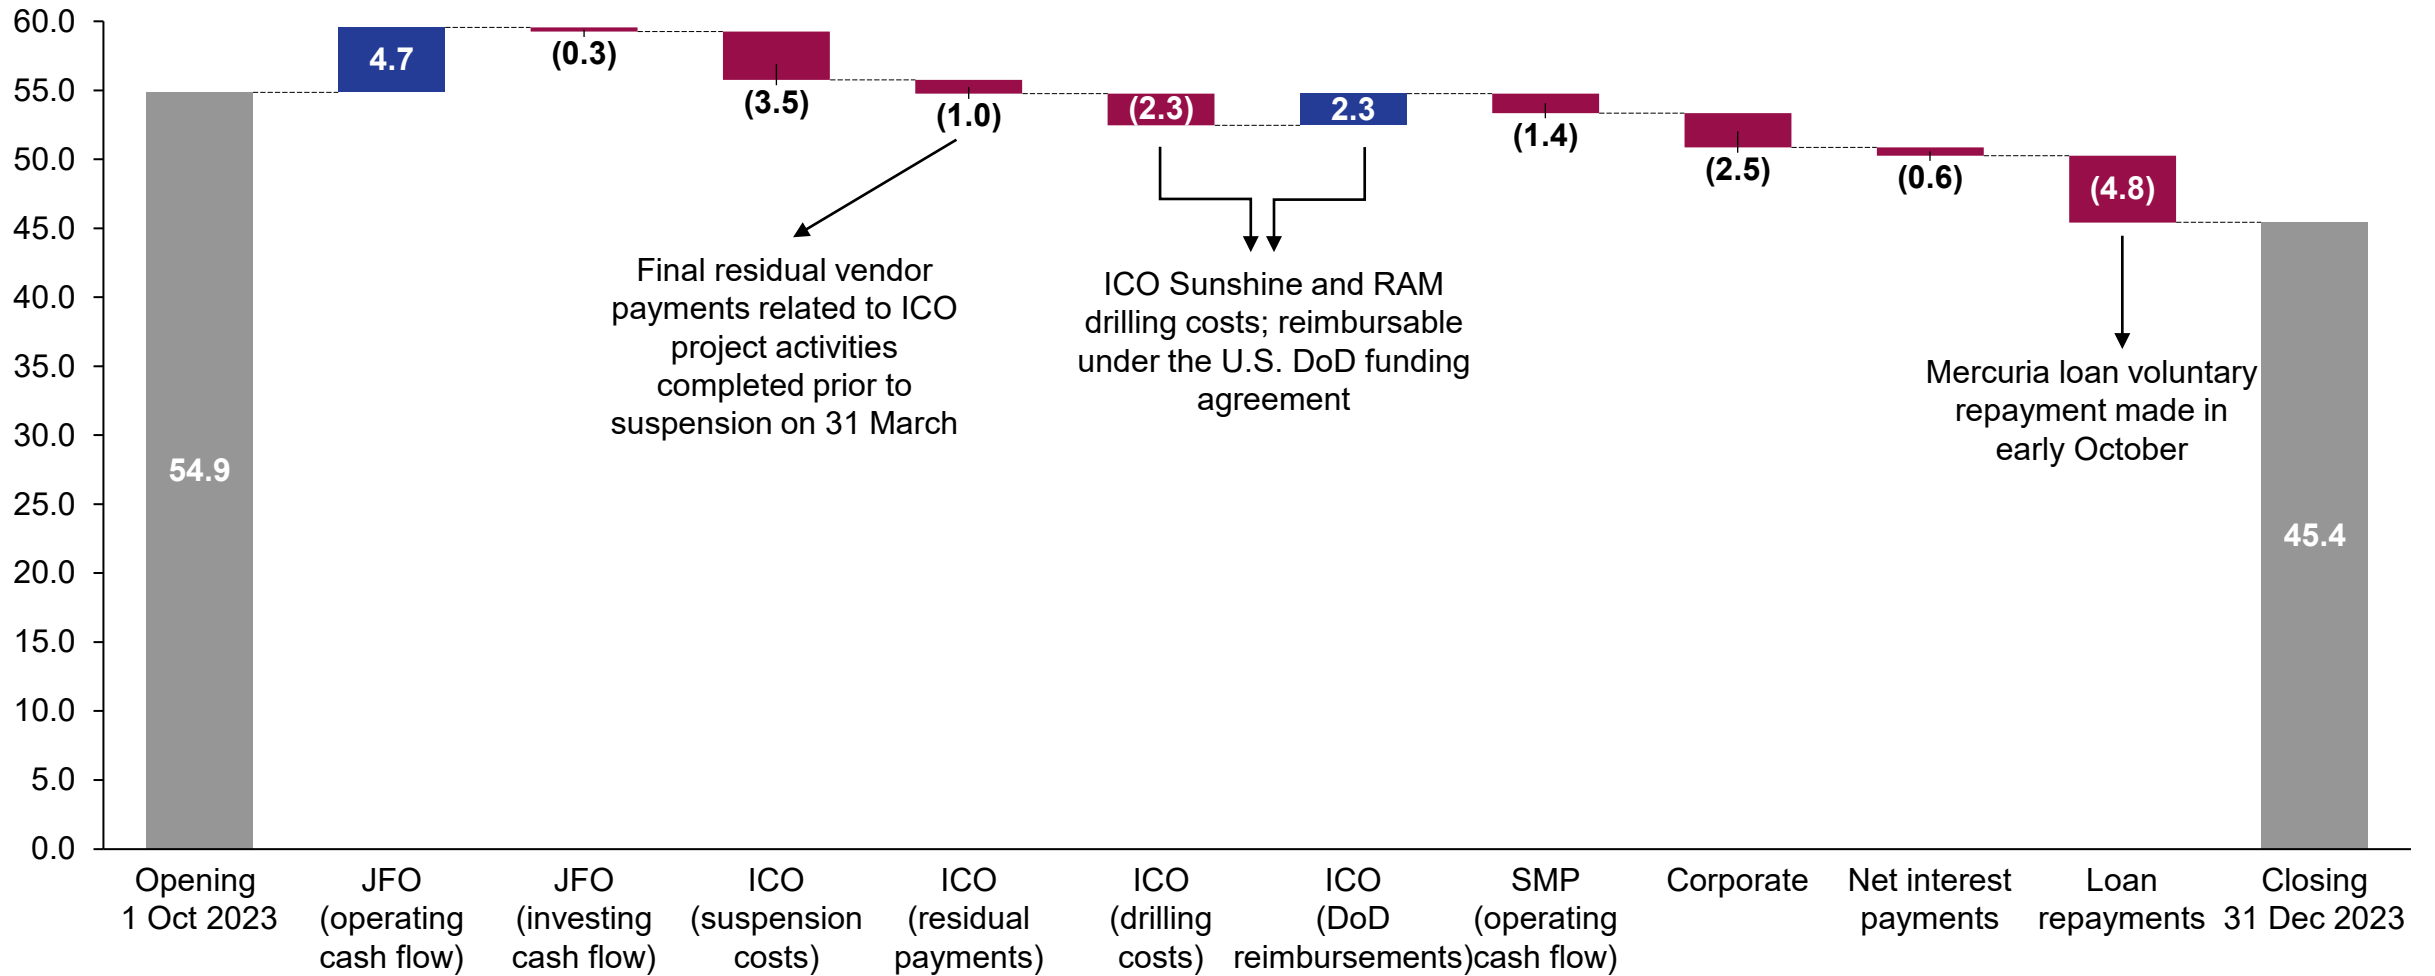 60.0
55.0
50.0
45.0
40.0
35.0
30.0
25.0
20.0
15.0
10.0
5.0
0.0
54.9
4.7
(0.3)
(3.5)
(1.0)
(2.3)
2.3
(1.4)
(2.5)
(0.6)
(4.8)
45.4
Final residual vendor
payments related to ICO
project activities
completed prior to
suspension on 31 March
ICO Sunshine and RAM
drilling costs; reimbursable
under the U.S. DoD funding
agreement
Mercuria loan voluntary
repayment made in
early October
Opening
1 Oct 2023
JFO
(operating
cash flow)
JFO
(investing
cash flow)
ICO
(suspension
costs)
ICO
(residual
payments)
ICO
(drilling
costs)
ICO
(DoD
reimbursements)
SMP
(operating
cash flow)
Corporate
Net interest
payments
Loan
repayments
Closing
31 Dec 2023